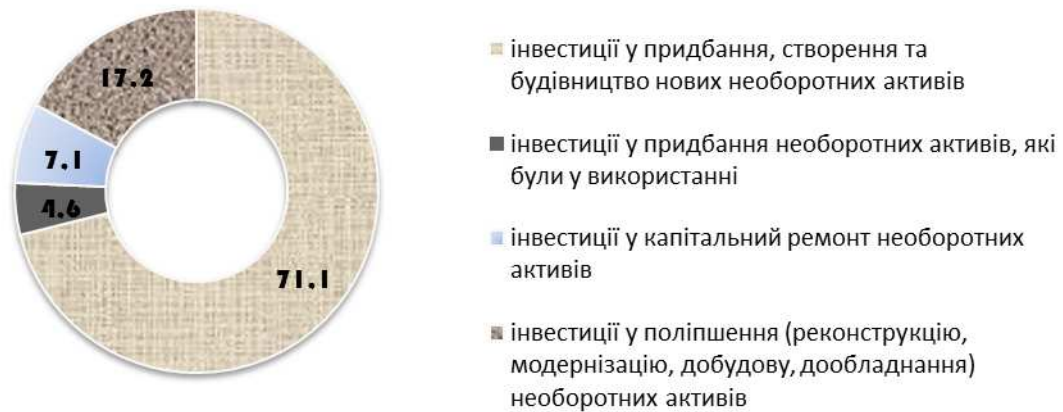 17.2
7.1
4.6
71.1
інвестиції у придбання, створення та
будівництво нових необоротних активів
інвестиції у придбання необоротних активів, які
були у використанні
інвестиції у капітальний ремонт необоротних
активів
інвестиції у поліпшення (реконструкцію,
модернізацію, добудову, дообладнання)
необоротних активів